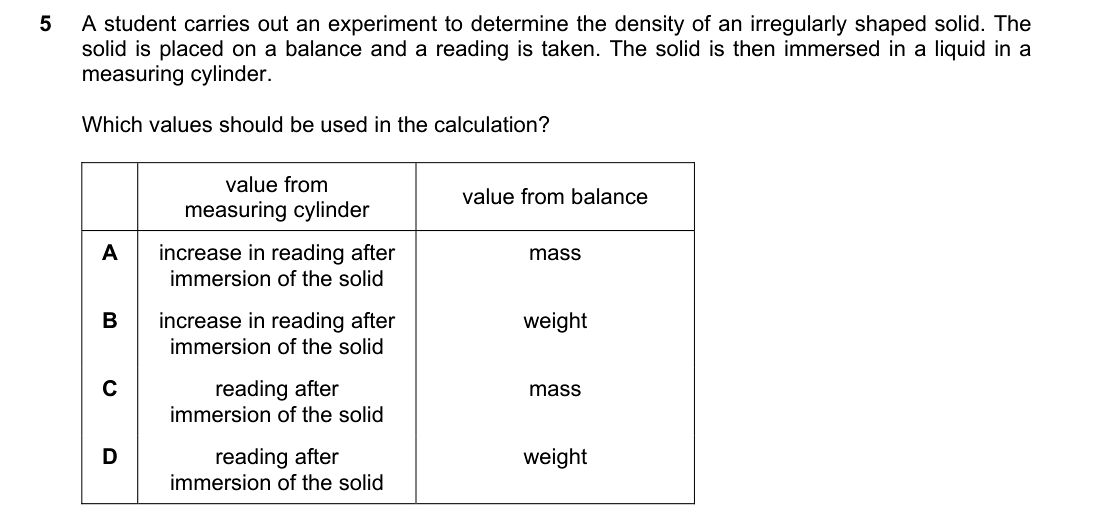 5 A student carries out an experiment to determine the density of an irregularly shaped solid. The
solid is placed on a balance and a reading is taken. The solid is then immersed in a liquid in a
measuring cylinder.
Which values should be used in the calculation?
value from
measuring cylinder
value from balance
A increase in reading after
immersion of the solid
mass
B increase in reading after
immersion of the solid
weight
C reading after
immersion of the solid
mass
D reading after
immersion of the solid
weight